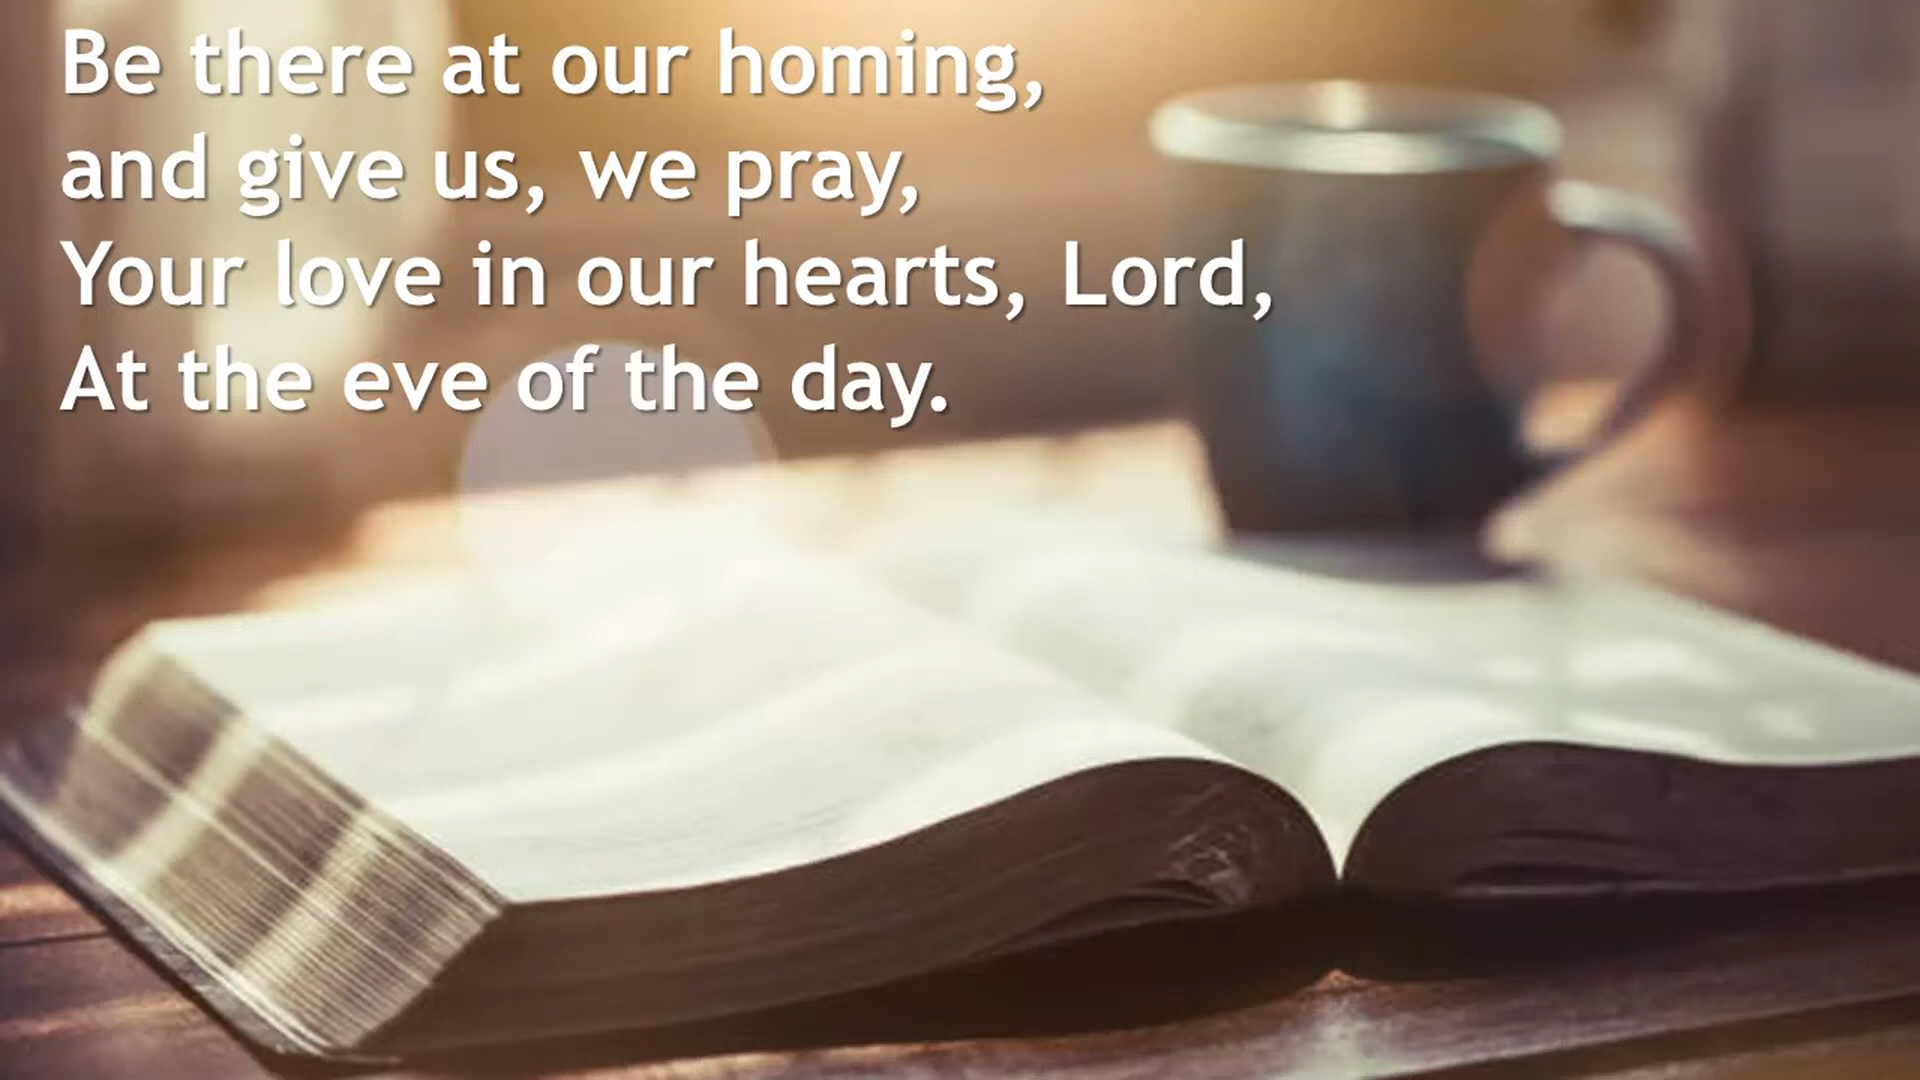 Be there at our homing,
and give us, we pray,
Your love in our hearts, Lord,
At the eve of the day.